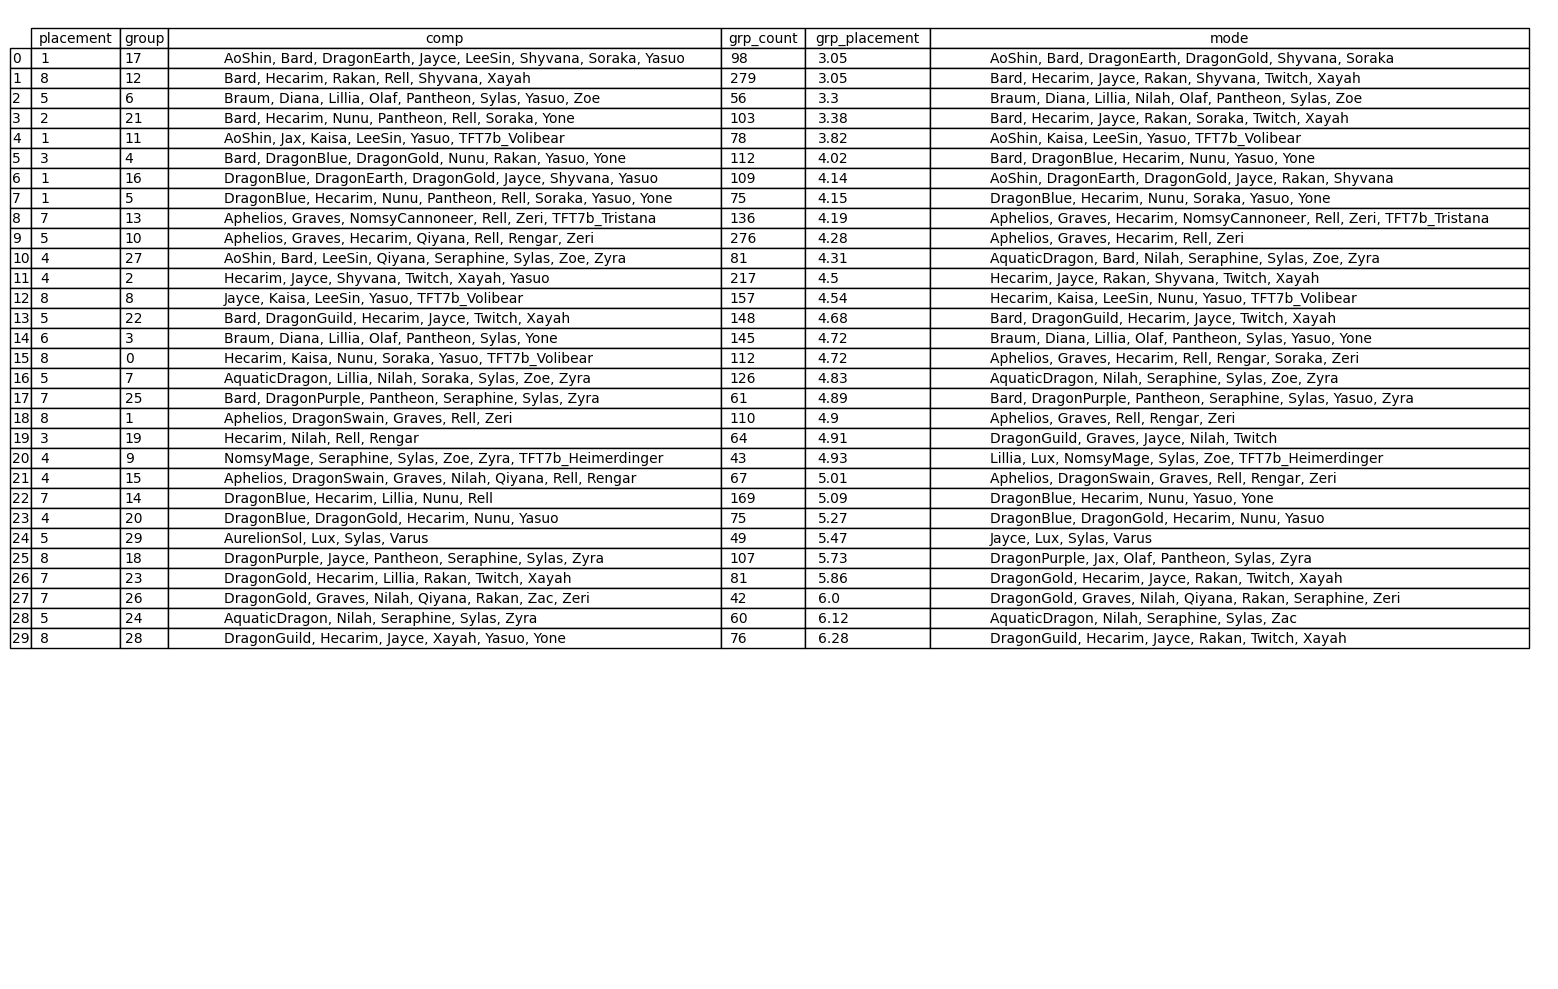 placement group comp grp_count grp_placement mode
0 1 17 AoShin, Bard, DragonEarth, Jayce, LeeSin, Shyvana, Soraka, Yasuo 98 3.05 AoShin, Bard, DragonEarth, DragonGold, Shyvana, Soraka
1 8 12 Bard, Hecarim, Rakan, Rell, Shyvana, Xayah 279 3.05 Bard, Hecarim, Jayce, Rakan, Shyvana, Twitch, Xayah
2 5 6 Braum, Diana, Lillia, Olaf, Pantheon, Sylas, Yasuo, Zoe 56 3.3 Braum, Diana, Lillia, Nilah, Olaf, Pantheon, Sylas, Zoe
3 2 21 Bard, Hecarim, Nunu, Pantheon, Rell, Soraka, Yone 103 3.38 Bard, Hecarim, Jayce, Rakan, Soraka, Twitch, Xayah
4 1 11 AoShin, Jax, Kaisa, LeeSin, Yasuo, TFT7b_Volibear 78 3.82 AoShin, Kaisa, LeeSin, Yasuo, TFT7b_Volibear
5 3 4 Bard, DragonBlue, DragonGold, Nunu, Rakan, Yasuo, Yone 112 4.02 Bard, DragonBlue, Hecarim, Nunu, Yasuo, Yone
6 1 16 DragonBlue, DragonEarth, DragonGold, Jayce, Shyvana, Yasuo 109 4.14 AoShin, DragonEarth, DragonGold, Jayce, Rakan, Shyvana
7 1 5 DragonBlue, Hecarim, Nunu, Pantheon, Rell, Soraka, Yasuo, Yone 75 4.15 DragonBlue, Hecarim, Nunu, Soraka, Yasuo, Yone
8 7 13 Aphelios, Graves, NomsyCannoneer, Rell, Zeri, TFT7b_Tristana 136 4.19 Aphelios, Graves, Hecarim, NomsyCannoneer, Rell, Zeri, TFT7b_Tristana
9 5 10 Aphelios, Graves, Hecarim, Qiyana, Rell, Rengar, Zeri 276 4.28 Aphelios, Graves, Hecarim, Rell, Zeri
10 4 27 AoShin, Bard, LeeSin, Qiyana, Seraphine, Sylas, Zoe, Zyra 81 4.31 AquaticDragon, Bard, Nilah, Seraphine, Sylas, Zoe, Zyra
11 4 2 Hecarim, Jayce, Shyvana, Twitch, Xayah, Yasuo 217 4.5 Hecarim, Jayce, Rakan, Shyvana, Twitch, Xayah
12 8 8 Jayce, Kaisa, LeeSin, Yasuo, TFT7b_Volibear 157 4.54 Hecarim, Kaisa, LeeSin, Nunu, Yasuo, TFT7b_Volibear
13 5 22 Bard, DragonGuild, Hecarim, Jayce, Twitch, Xayah 148 4.68 Bard, DragonGuild, Hecarim, Jayce, Twitch, Xayah
14 6 3 Braum, Diana, Lillia, Olaf, Pantheon, Sylas, Yone 145 4.72 Braum, Diana, Lillia, Olaf, Pantheon, Sylas, Yasuo, Yone
15 8 0 Hecarim, Kaisa, Nunu, Soraka, Yasuo, TFT7b_Volibear 112 4.72 Aphelios, Graves, Hecarim, Rell, Rengar, Soraka, Zeri
16 5 7 AquaticDragon, Lillia, Nilah, Soraka, Sylas, Zoe, Zyra 126 4.83 AquaticDragon, Nilah, Seraphine, Sylas, Zoe, Zyra
17 7 25 Bard, DragonPurple, Pantheon, Seraphine, Sylas, Zyra 61 4.89 Bard, DragonPurple, Pantheon, Seraphine, Sylas, Yasuo, Zyra
18 8 1 Aphelios, DragonSwain, Graves, Rell, Zeri 110 4.9 Aphelios, Graves, Rell, Rengar, Zeri
19 3 19 Hecarim, Nilah, Rell, Rengar 64 4.91 DragonGuild, Graves, Jayce, Nilah, Twitch
20 4 9 NomsyMage, Seraphine, Sylas, Zoe, Zyra, TFT7b_Heimerdinger 43 4.93 Lillia, Lux, NomsyMage, Sylas, Zoe, TFT7b_Heimerdinger
21 4 15 Aphelios, DragonSwain, Graves, Nilah, Qiyana, Rell, Rengar 67 5.01 Aphelios, DragonSwain, Graves, Rell, Rengar, Zeri
22 7 14 DragonBlue, Hecarim, Lillia, Nunu, Rell 169 5.09 DragonBlue, Hecarim, Nunu, Yasuo, Yone
23 4 20 DragonBlue, DragonGold, Hecarim, Nunu, Yasuo 75 5.27 DragonBlue, DragonGold, Hecarim, Nunu, Yasuo
24 5 29 AurelionSol, Lux, Sylas, Varus 49 5.47 Jayce, Lux, Sylas, Varus
25 8 18 DragonPurple, Jayce, Pantheon, Seraphine, Sylas, Zyra 107 5.73 DragonPurple, Jax, Olaf, Pantheon, Sylas, Zyra
26 7 23 DragonGold, Hecarim, Lillia, Rakan, Twitch, Xayah 81 5.86 DragonGold, Hecarim, Jayce, Rakan, Twitch, Xayah
27 7 26 DragonGold, Graves, Nilah, Qiyana, Rakan, Zac, Zeri 42 6.0 DragonGold, Graves, Nilah, Qiyana, Rakan, Seraphine, Zeri
28 5 24 AquaticDragon, Nilah, Seraphine, Sylas, Zyra 60 6.12 AquaticDragon, Nilah, Seraphine, Sylas, Zac
29 8 28 DragonGuild, Hecarim, Jayce, Xayah, Yasuo, Yone 76 6.28 DragonGuild, Hecarim, Jayce, Rakan, Twitch, Xayah